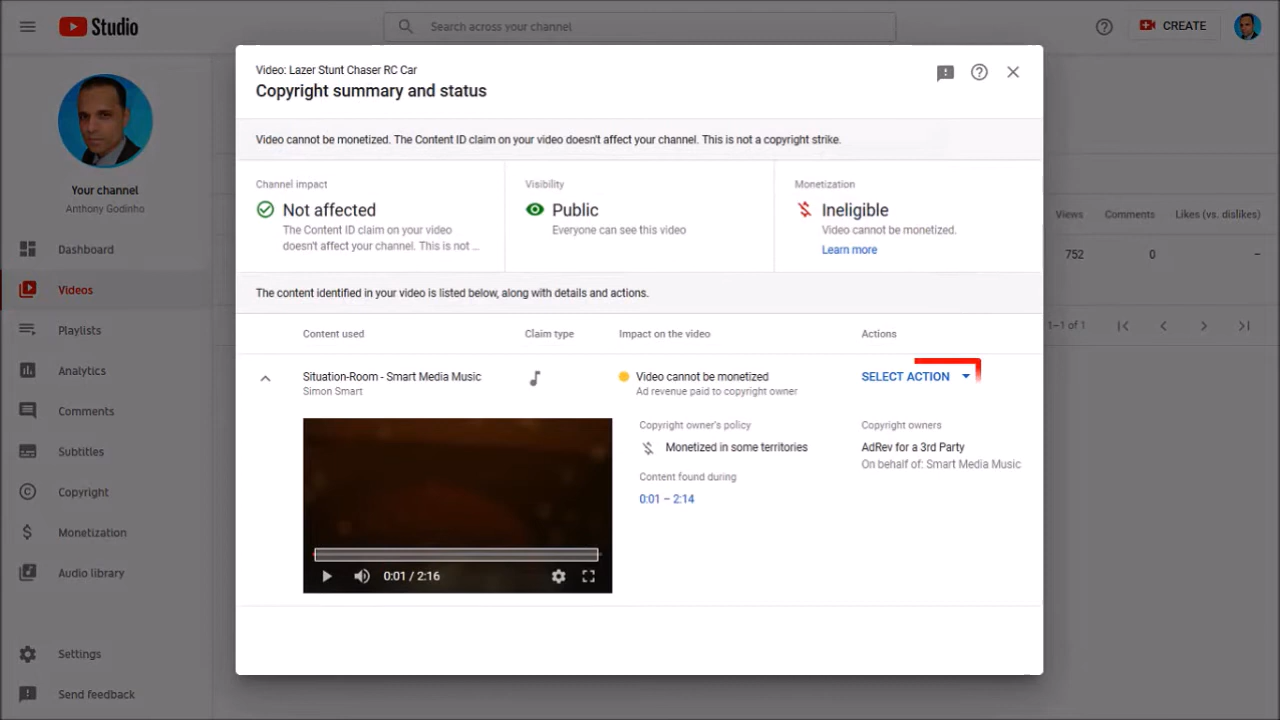 Studio
Search across your channel
CREATE
Video: Lazer Stunt Chaser RC Car
Copyright summary and status
Video cannot be monetized. The Content ID claim on your video doesn't affect your channel. This is not a copyright strike.
Channel impact
Not affected
The Content ID claim on your video
doesn't affect your channel. This is not ...
Visibility
Public
Everyone can see this video
Monetization
Ineligible
Video cannot be monetized.
Learn more
The content identified in your video is listed below, along with details and actions.
Content used
Claim type
Impact on the video
Actions
Situation-Room - Smart Media Music
Simon Smart
Video cannot be monetized
Ad revenue paid to copyright owner
SELECT ACTION
0:01 / 2:16
Copyright owner's policy
Monetized in some territories
Content found during
0:01 – 2:14
Copyright owners
AdRev for a 3rd Party
On behalf of: Smart Media Music
Your channel
Anthony Godinho
Dashboard
Videos
Playlists
Analytics
Comments
Subtitles
Copyright
Monetization
Audio library
Settings
Send feedback
Views
Comments
Likes (vs. dislikes)
752
0
–
1–1 of 1